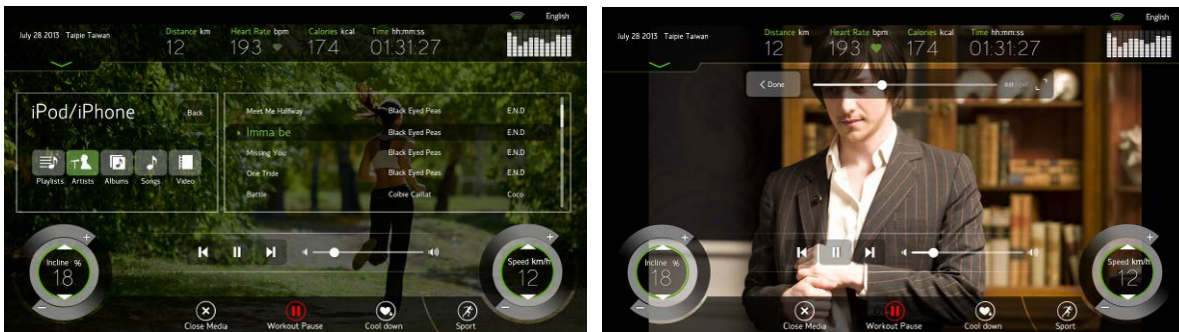 English
July 28 2013 Taipie Taiwan
Distance km
Heart Rate bpm
Calories kcal
Time hh:mm:ss
12
193
174
01:31:27
iPod/iPhone
Back
Playlists
Artists
Albums
Songs
Video
Meet Me Halfway Black Eyed Peas E.N.D
Imma be Black Eyed Peas E.N.D
Missing You Black Eyed Peas E.N.D
One Tride Black Eyed Peas E.N.D
Battle Colbie Caillat Coco
Incline %
18
Speed km/h
12
Close Media
Workout Pause
Cool down
Sport
English
July 28 2013 Taipie Taiwan
Distance km
Heart Rate bpm
Calories kcal
Time hh:mm:ss
12
193
174
01:31:27
Done
Incline %
18
Speed km/h
12
Close Media
Workout Pause
Cool down
Sport